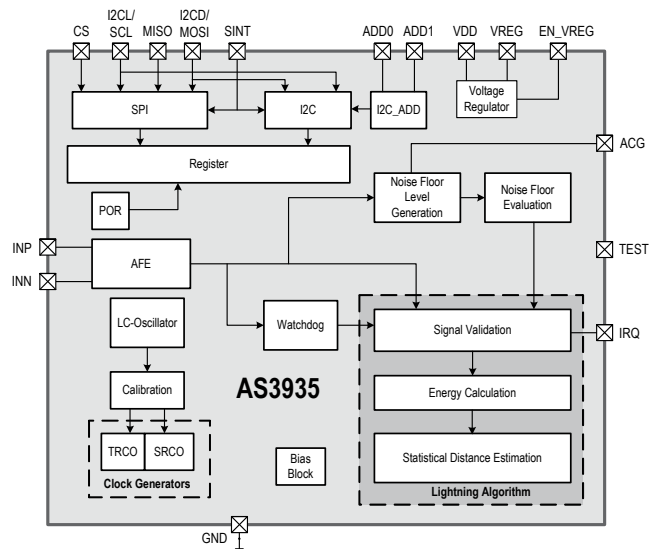 I2CL/
SCL
I2CD/
MOSI
CS
MISO
SINT
ADD0
ADD1
VDD
VREG
EN_VREG
SPI
I2C
I2C_ADD
Voltage
Regulator
Register
ACG
POR
Noise Floor
Level
Generation
Noise Floor
Evaluation
INP
INN
AFE
TEST
LC-Oscillator
Watchdog
Signal Validation
IRQ
Calibration
AS3935
Energy Calculation
TRCO
SRCO
Clock Generators
Bias
Block
Statistical Distance Estimation
Lightning Algorithm
GND